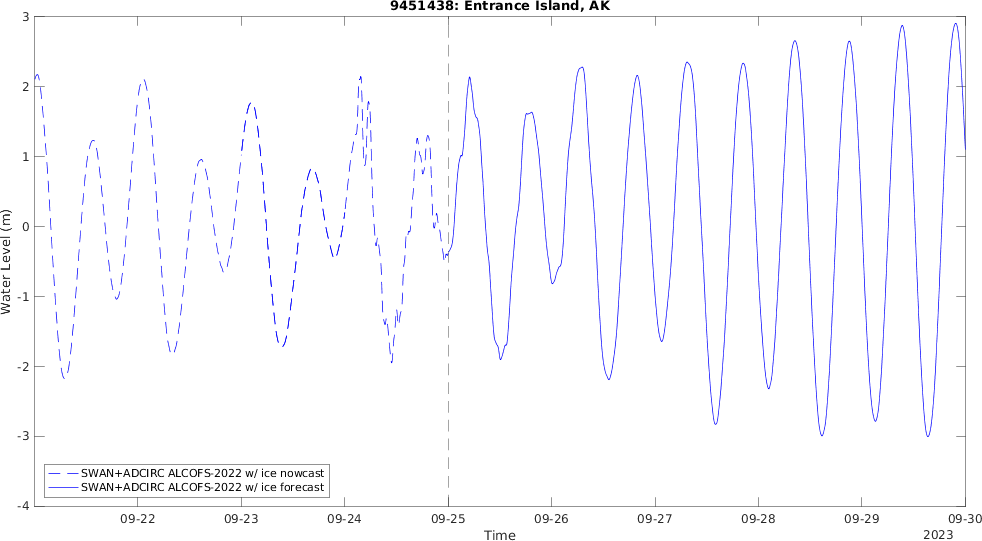 9451438: Entrance Island, AK
3
2
1
0
-1
-2
-3
-4
Water Level (m)
SWAN+ADCIRC ALCOFS-2022 w/ ice nowcast
SWAN+ADCIRC ALCOFS-2022 w/ ice forecast
09-22 09-23 09-24 09-25 09-26 09-27 09-28 09-29 09-30
Time
2023